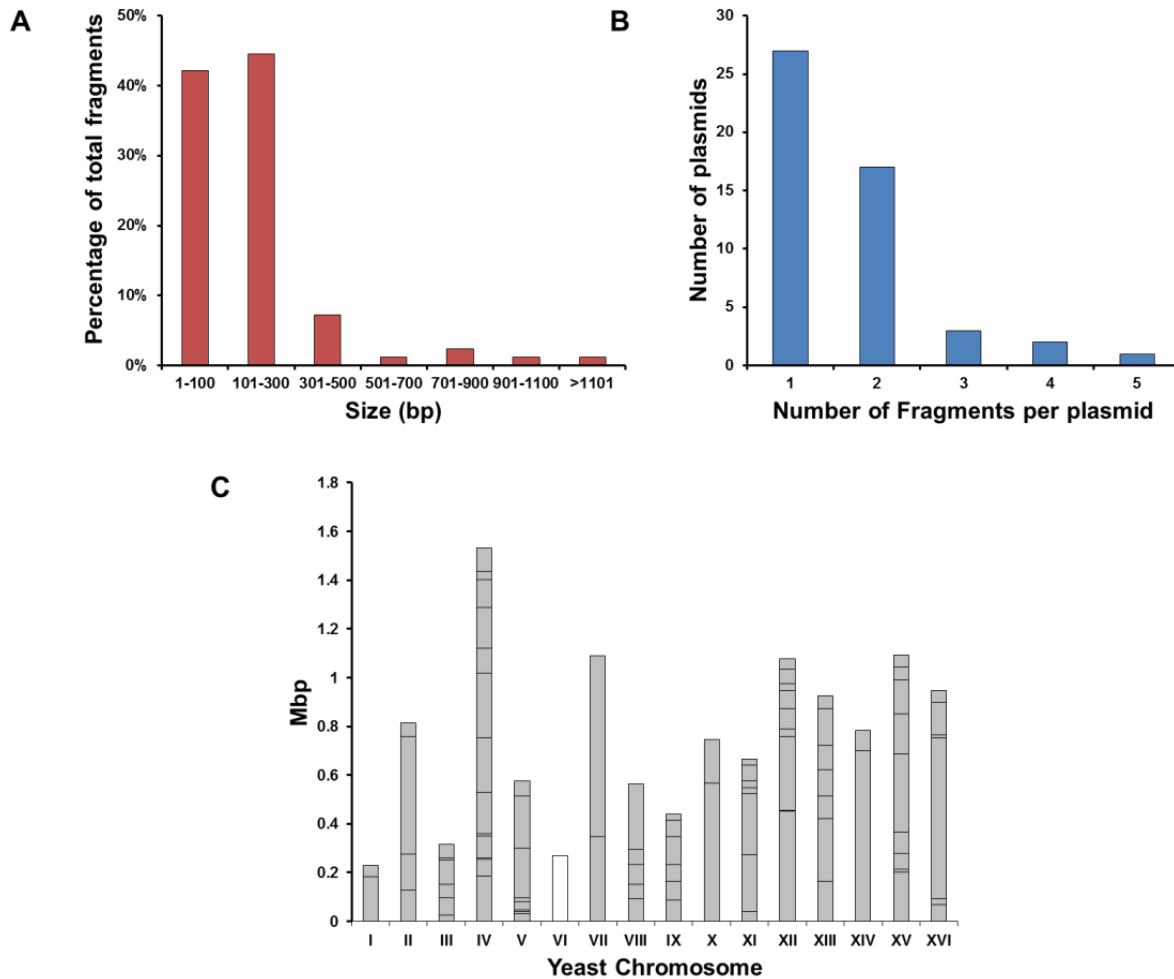 A
50%
40%
30%
20%
10%
0%
Percentage of total fragments
1-100 101-300 301-500 501-700 701-900 901-1100 >1101
Size (bp)
B
30
25
20
15
10
5
0
Number of plasmids
1 2 3 4 5
Number of Fragments per plasmid
C
1.8
1.6
1.4
1.2
1
0.8
0.6
0.4
0.2
0
Mbp
I II III IV V VI VII VIII IX X XI XII XIII XIV XV XVI
Yeast Chromosome